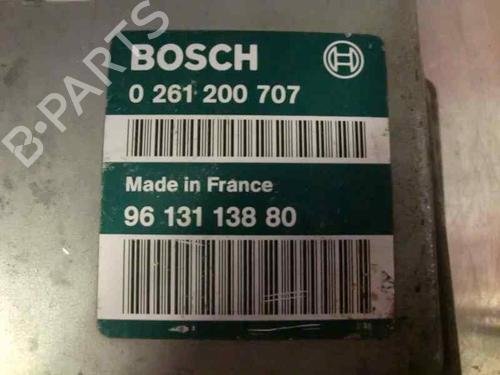 BOSCH
0 261 200 707
Made in France
96 131 138 80
B-PARTS